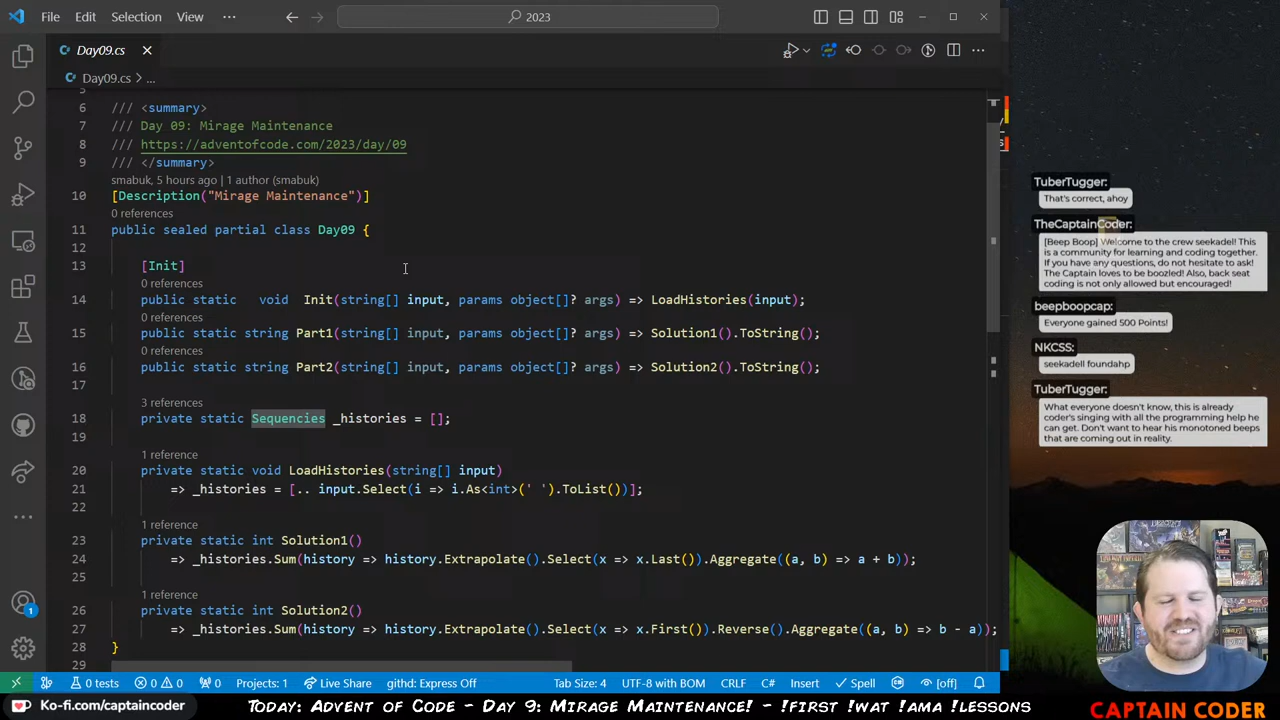 File Edit Selection View ··· 2023
Day09.cs
Day09.cs > ...
5
6 /// <summary>
7 /// Day 09: Mirage Maintenance
8 /// https://adventofcode.com/2023/day/09
9 /// </summary>
smabuk, 5 hours ago | 1 author (smabuk)
10 [Description("Mirage Maintenance")]
0 references
11 public sealed partial class Day09 {
12
13 [Init]
0 references
14 public static void Init(string[] input, params object[]? args) => LoadHistories(input);
0 references
15 public static string Part1(string[] input, params object[]? args) => Solution1().ToString();
0 references
16 public static string Part2(string[] input, params object[]? args) => Solution2().ToString();
17
3 references
18 private static Sequencies _histories = [];
19
1 reference
20 private static void LoadHistories(string[] input)
21 => _histories = [.. input.Select(i => i.As<int>(' ').ToList())];
22
1 reference
23 private static int Solution1()
24 => _histories.Sum(history => history.Extrapolate().Select(x => x.Last()).Aggregate((a, b) => a + b));
25
1 reference
26 private static int Solution2()
27 => _histories.Sum(history => history.Extrapolate().Select(x => x.First()).Reverse().Aggregate((a, b) => b - a));
28 }
29
1
0 tests 0 0 0 Projects: 1 Live Share githd: Express Off Tab Size: 4 UTF-8 with BOM CRLF C# Insert Spell [off]
Ko-fi.com/captaincoder Today: Advent of Code - Day 9: Mirage Maintenance! - !first !wat !ama !lessons CAPTAIN CODER
TuberTugger:
That's correct, ahoy
TheCaptainCoder:
[Beep Boop] Welcome to the crew seekadel! This
is a community for learning and coding together.
If you have any questions, do not hesitate to ask!
The Captain loves to be boozled! Also, back seat
coding is not only allowed but encouraged!
beepboopcap:
Everyone gained 500 Points!
NKCSS:
seekadell foundahp
TuberTugger:
What everyone doesn't know, this is already
coder's singing with all the programming help he
can get. Don't want to hear his monotoned beeps
that are coming out in reality.